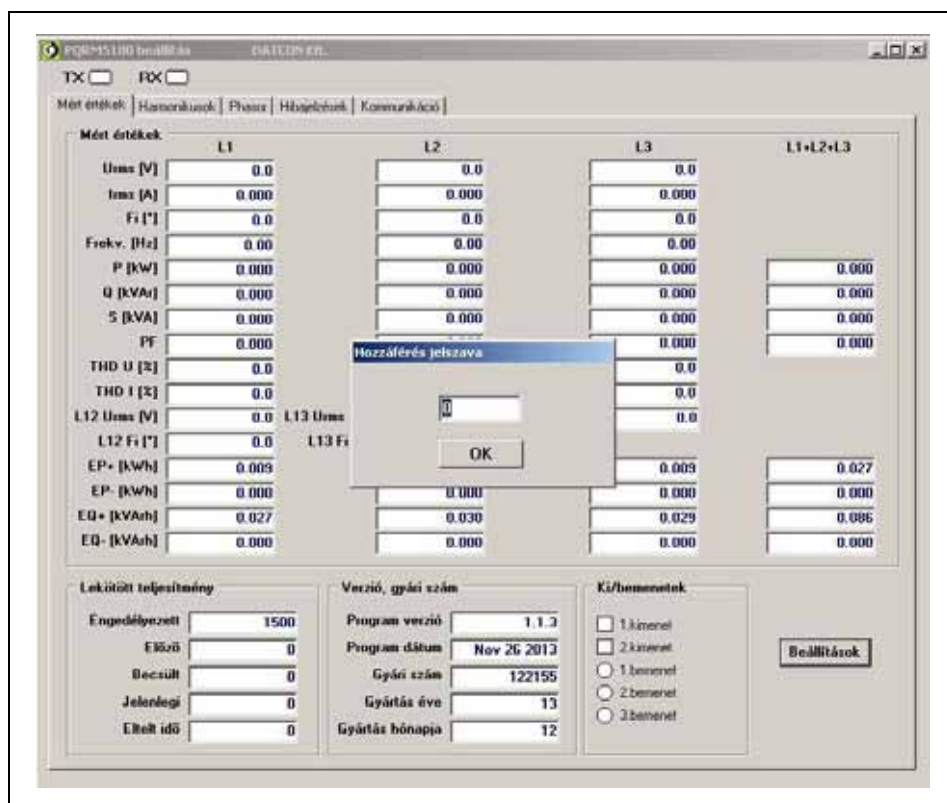 PQRM5100 beállítás DATCON Kft.
TX RX
Mért értékek Harmonikusok Phasor Hibajelzések Kommunikáció
Mért értékek
L1 L2 L3 L1+L2+L3
Urms [V] 0.0 0.0 0.0
Irms [A] 0.000 0.000 0.000
Fi [°] 0.0 0.0 0.0
Frekv. [Hz] 0.00 0.00 0.00
P [kW] 0.000 0.000 0.000 0.000
Q [kVAr] 0.000 0.000 0.000 0.000
S [kVA] 0.000 0.000 0.000 0.000
PF 0.000 0.000 0.000
THD U [%] 0.0 0.0
THD I [%] 0.0 0.0
L12 Urms [V] 0.0 L13 Urms 0.0
L12 Fi [°] 0.0 L13 Fi
EP+ [kWh] 0.009 0.009 0.027
EP- [kWh] 0.000 0.000 0.000 0.000
EQ+ [kVArh] 0.027 0.030 0.029 0.086
EQ- [kVArh] 0.000 0.000 0.000 0.000
Hozzáférés jelszava
0
OK
Lekötött teljesítmény
Engedélyezett 1500
Előző 0
Becsült 0
Jelenlegi 0
Eltelt idő 0
Verzió, gyári szám
Program verzió 1.1.3
Program dátum Nov 26 2013
Gyári szám 122155
Gyártás éve 13
Gyártás hónapja 12
Ki/bemenetek
1.kimenet
2.kimenet
1.bemenet
2.bemenet
3.bemenet
Beállítások